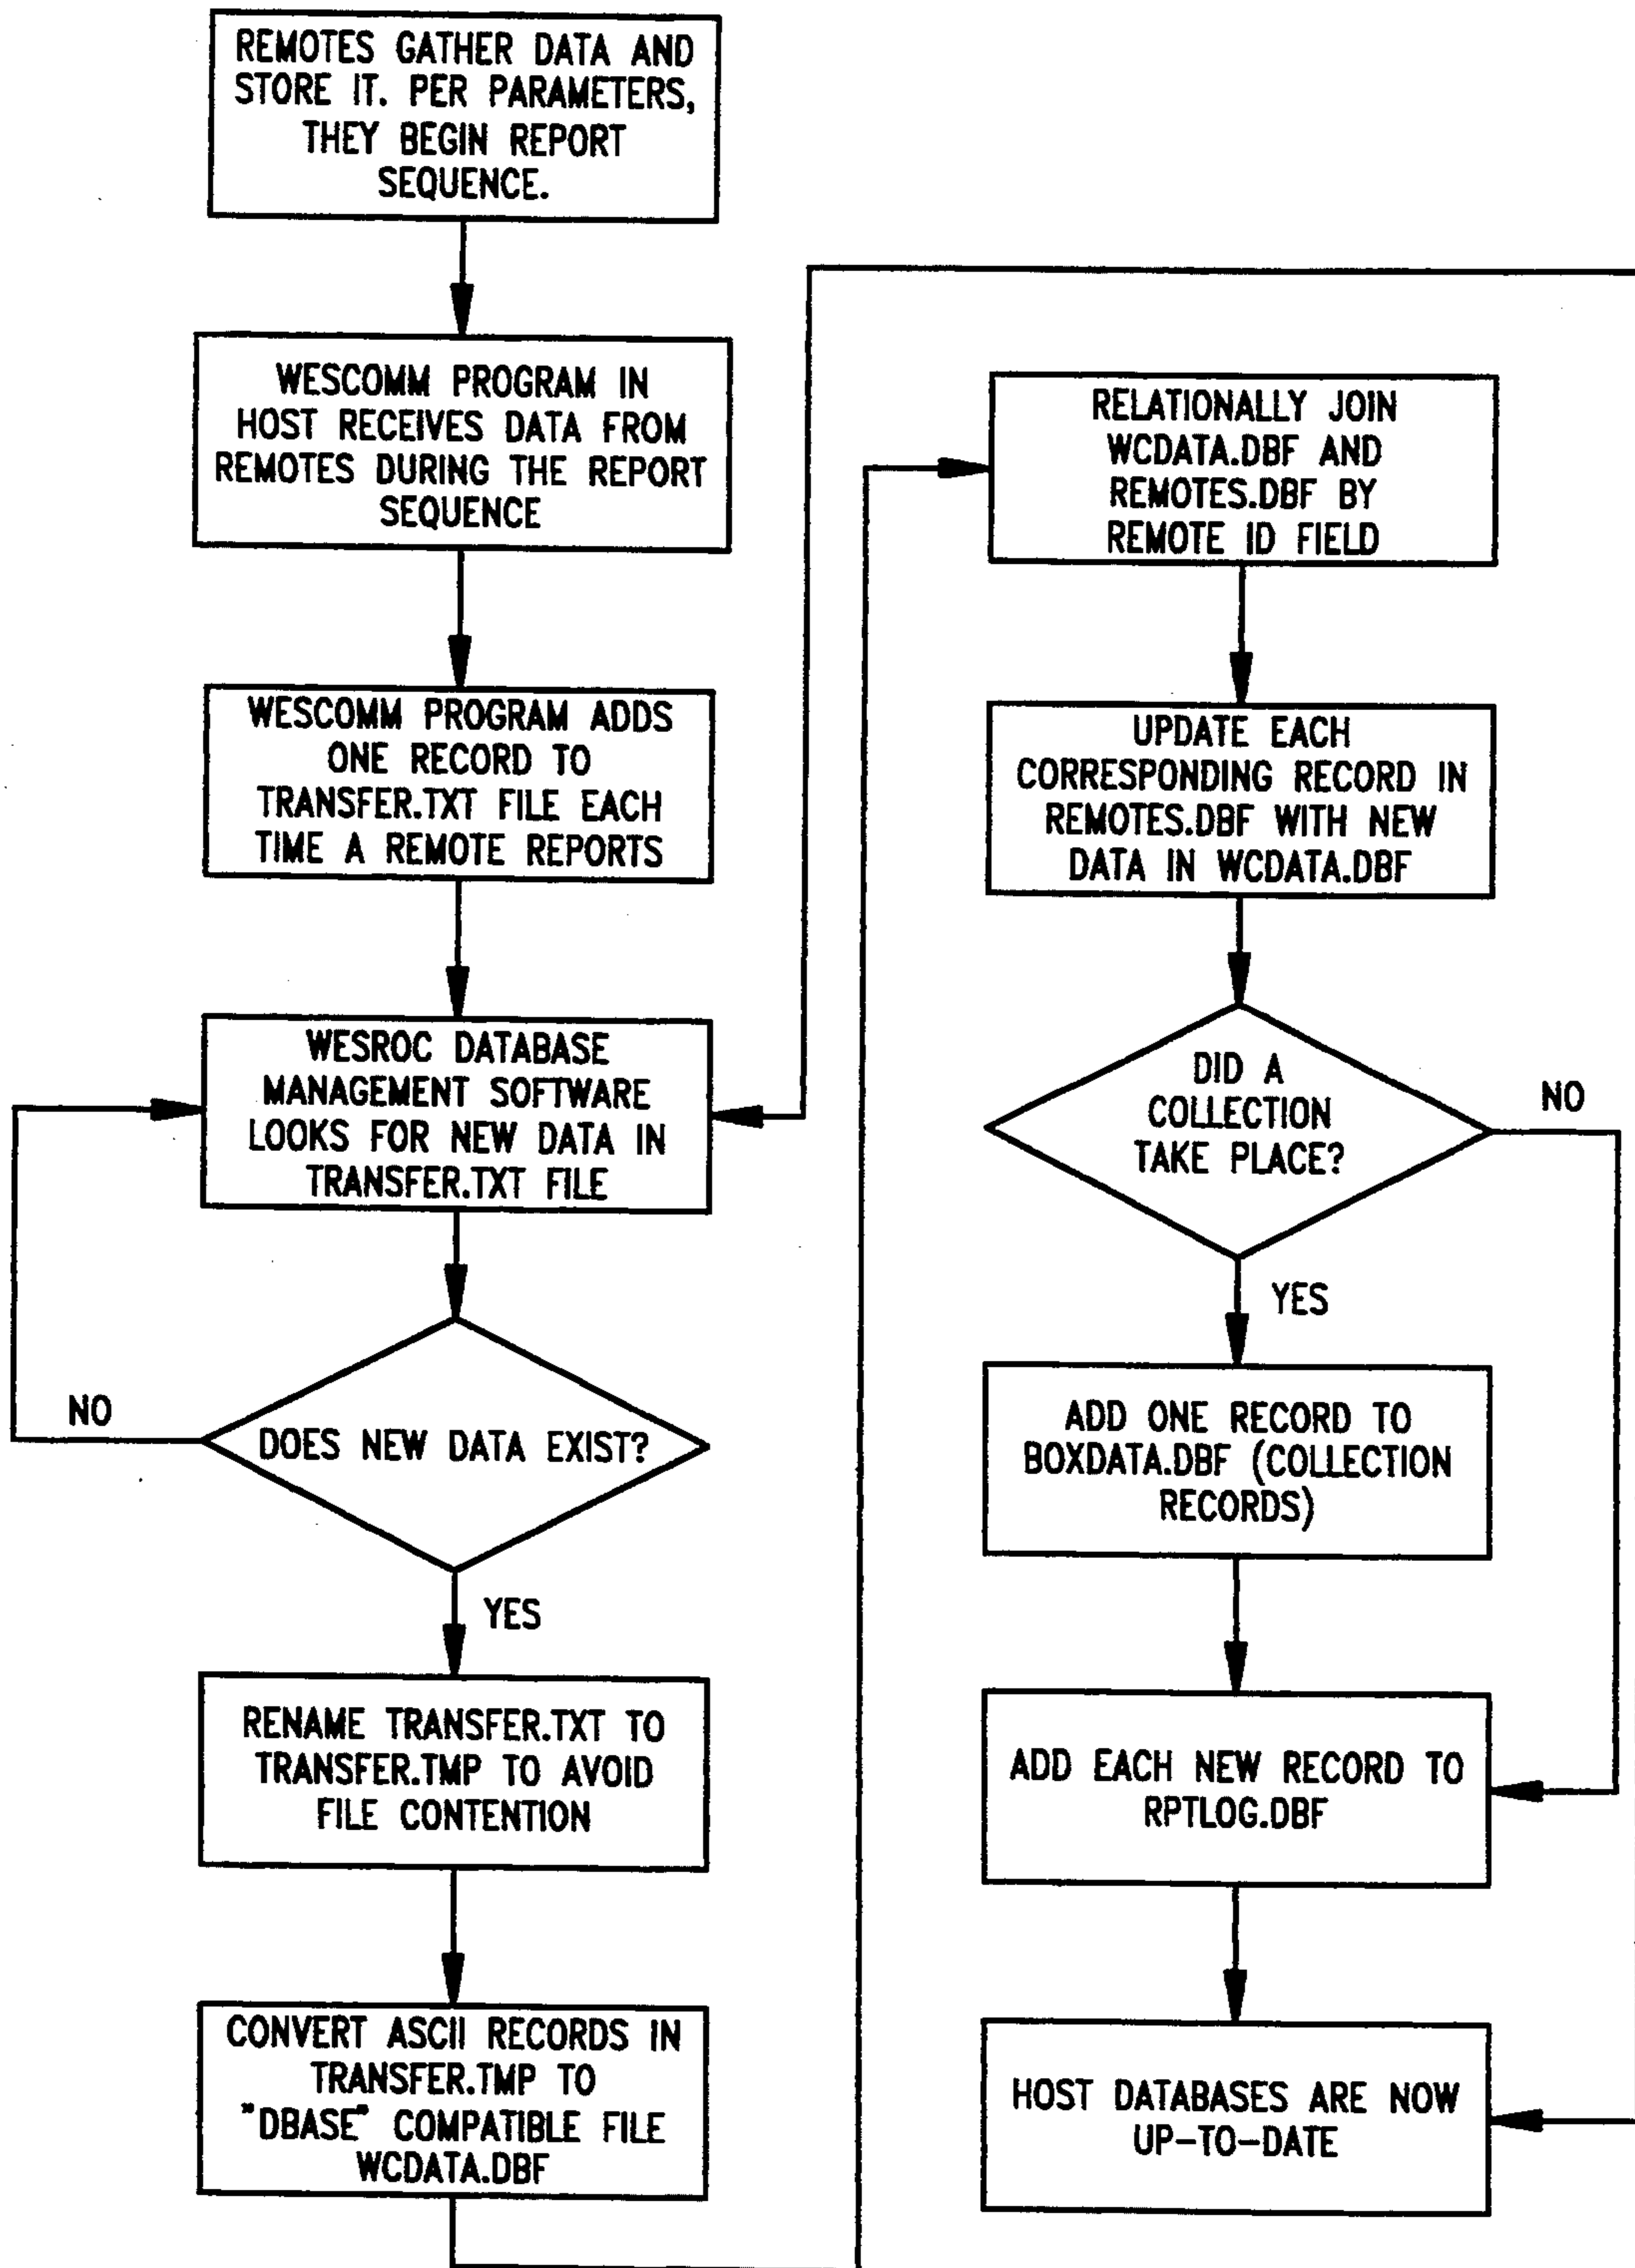 REMOTES GATHER DATA AND
STORE IT. PER PARAMETERS,
THEY BEGIN REPORT
SEQUENCE.
WESCOMM PROGRAM IN
HOST RECEIVES DATA FROM
REMOTES DURING THE REPORT
SEQUENCE
WESCOMM PROGRAM ADDS
ONE RECORD TO
TRANSFER.TXT FILE EACH
TIME A REMOTE REPORTS
WESROC DATABASE
MANAGEMENT SOFTWARE
LOOKS FOR NEW DATA IN
TRANSFER.TXT FILE
NO
DOES NEW DATA EXIST?
YES
RENAME TRANSFER.TXT TO
TRANSFER.TMP TO AVOID
FILE CONTENTION
CONVERT ASCII RECORDS IN
TRANSFER.TMP TO
"DBASE" COMPATIBLE FILE
WCDATA.DBF
RELATIONALLY JOIN
WCDATA.DBF AND
REMOTES.DBF BY
REMOTE ID FIELD
UPDATE EACH
CORRESPONDING RECORD IN
REMOTES.DBF WITH NEW
DATA IN WCDATA.DBF
DID A
COLLECTION
TAKE PLACE?
NO
YES
ADD ONE RECORD TO
BOXDATA.DBF (COLLECTION
RECORDS)
ADD EACH NEW RECORD TO
RPTLOG.DBF
HOST DATABASES ARE NOW
UP-TO-DATE